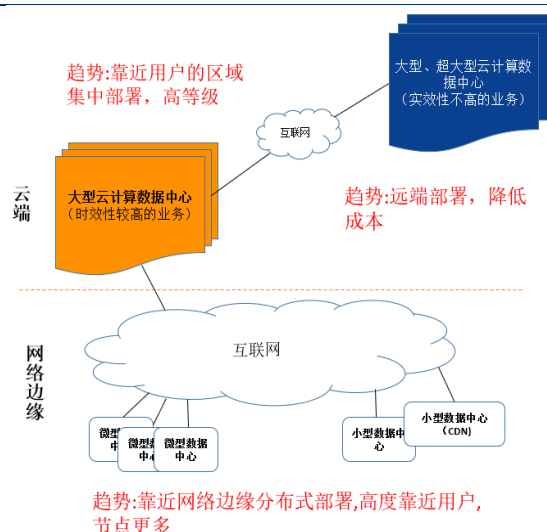 趋势:靠近用户的区域
集中部署，高等级
大型、超大型云计算数
据中心
（实效性不高的业务）
互联网
云端
大型云计算数据中心
（时效性较高的业务）
趋势:远端部署，降低
成本
网络边缘
互联网
微型
中
微型数
中
微型数据
中心
小型数据中
心
小型数据中心
（CDN)
趋势:靠近网络边缘分布式部署,高度靠近用户,
节点更多